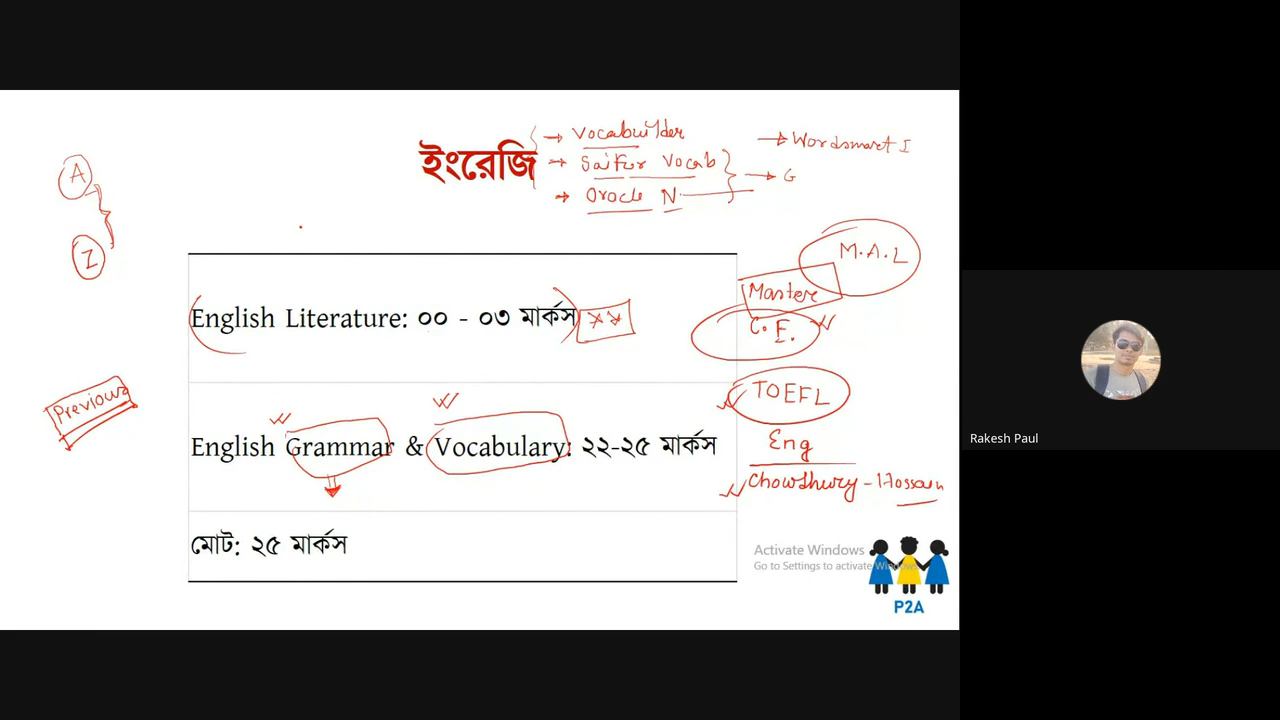 Vocabuilder
→ Wordsmart I
ইংরেজি
→ Saifur Vocab
→ G
→ Oracle N
A
Z
M.A.L
Master
English Literature: ০০ - ০৩ মার্কস
C.E.
TOEFL
Previous
English Grammar & Vocabulary: ২২-২৫ মার্কস
Eng
Chowdhury - Hossain
মোট: ২৫ মার্কস
Activate Windows
Go to Settings to activate Windows.
P2A
Rakesh Paul